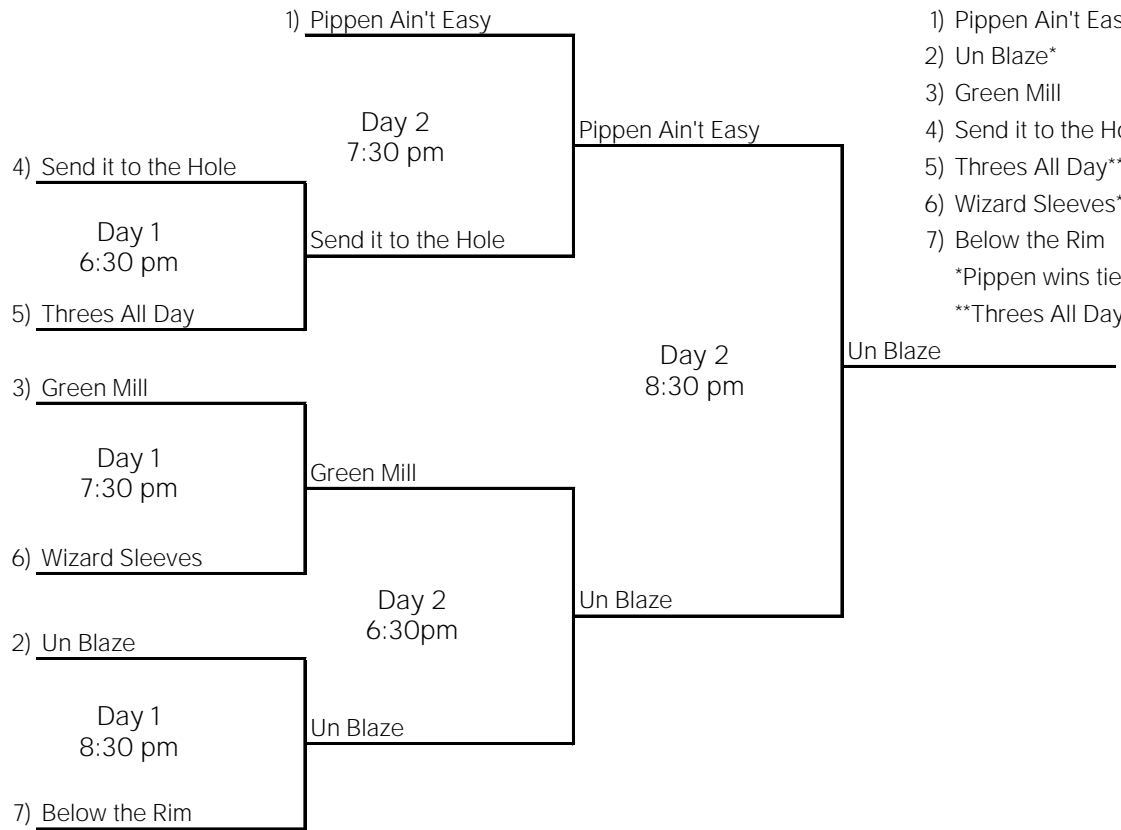 1) Pippen Ain't Easy
Day 2
7:30 pm
Pippen Ain't Easy
4) Send it to the Hole
Day 1
6:30 pm
Send it to the Hole
5) Threes All Day
3) Green Mill
Day 1
7:30 pm
Green Mill
6) Wizard Sleeves
Day 2
6:30pm
Un Blaze
2) Un Blaze
Day 1
8:30 pm
Un Blaze
7) Below the Rim
Day 2
8:30 pm
Un Blaze
1) Pippen Ain't
2) Un Blaze*
3) Green Mill
4) Send it to the
5) Threes All Day**
6) Wizard Sleeves*
7) Below the Rim
*Pippen wins tie
**Threes All Day